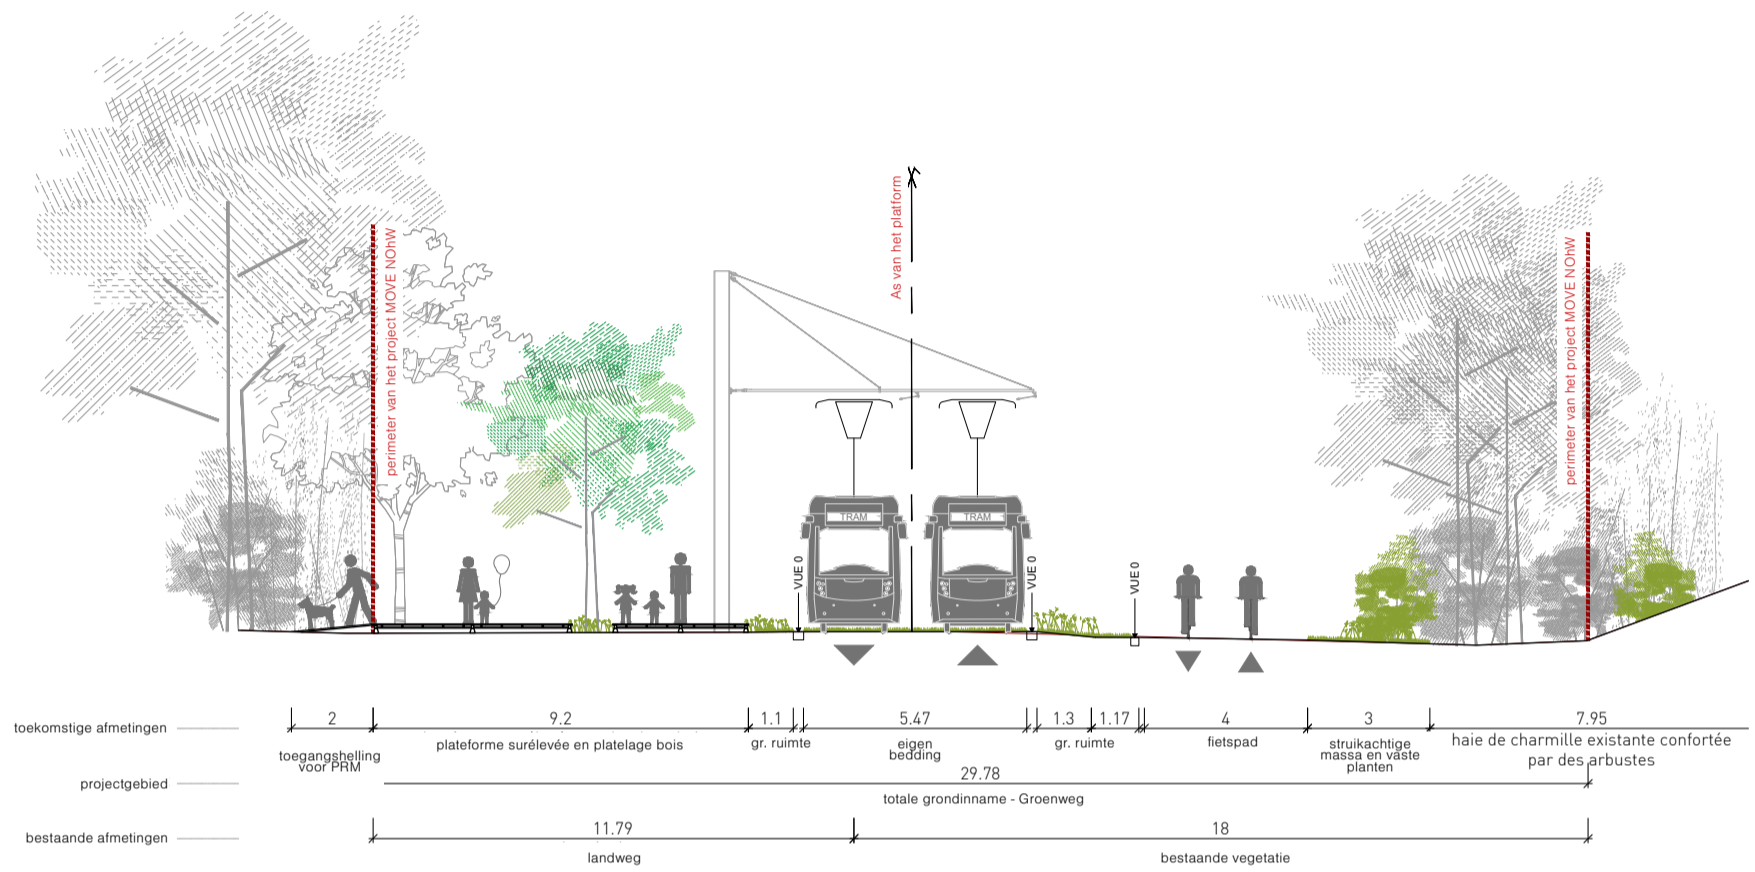 As van het platform
perimeter van het project MOVE NOhW
perimeter van het project MOVE NOhW
TRAM
TRAM
VUE 0
VUE 0
VUE 0
toekomstige afmetingen
2
9.2
1.1
5.47
1.3
1.17
4
3
7.95
toegangshelling
voor PRM
plateforme surélevée en platelage bois
gr. ruimte
eigen
bedding
gr. ruimte
fietspad
struikachtige
massa en vaste
planten
haie de charmille existante confortée
par des arbustes
projectgebied
29.78
totale grondinname - Groenweg
bestaande afmetingen
11.79
18
landweg
bestaande vegetatie